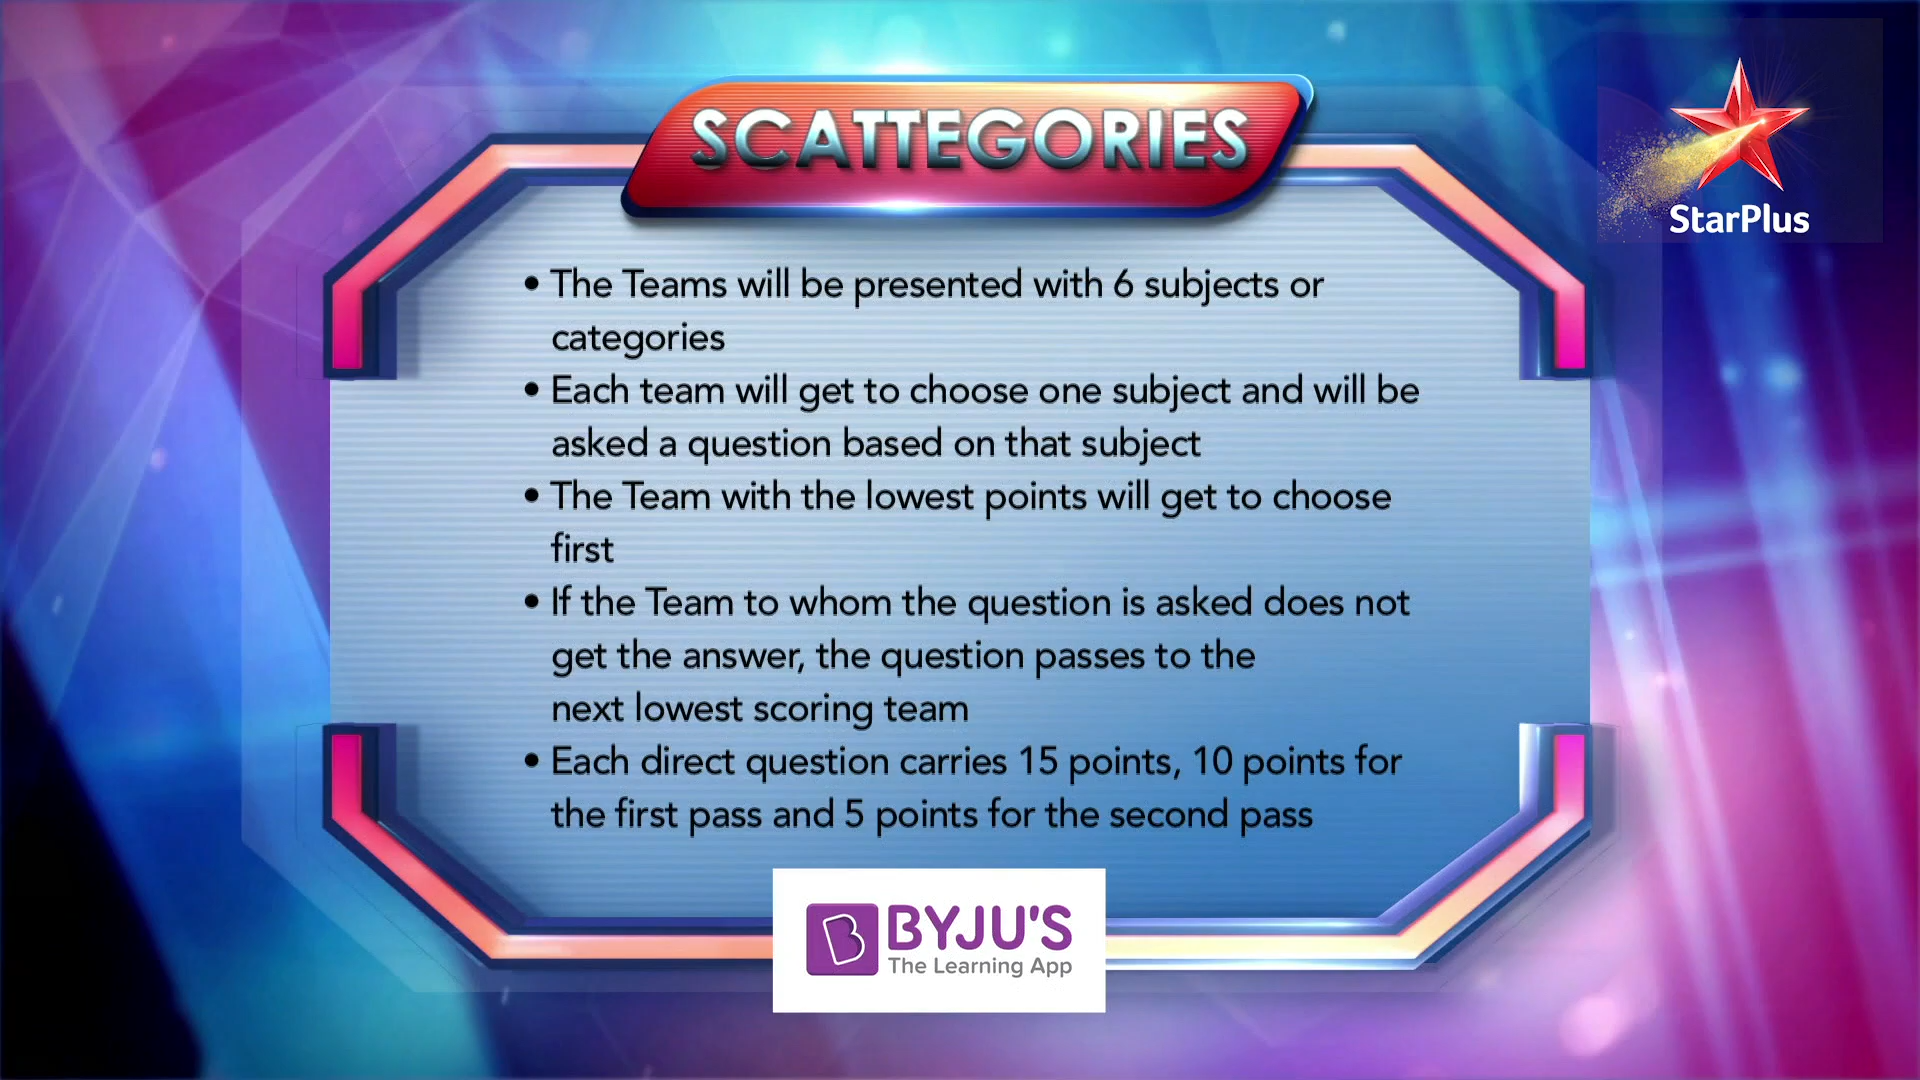 SCATTEGORIES
StarPlus
• The Teams will be presented with 6 subjects or
categories
• Each team will get to choose one subject and will be
asked a question based on that subject
• The Team with the lowest points will get to choose
first
• If the Team to whom the question is asked does not
get the answer, the question passes to the
next lowest scoring team
• Each direct question carries 15 points, 10 points for
the first pass and 5 points for the second pass
B BYJU'S
The Learning App